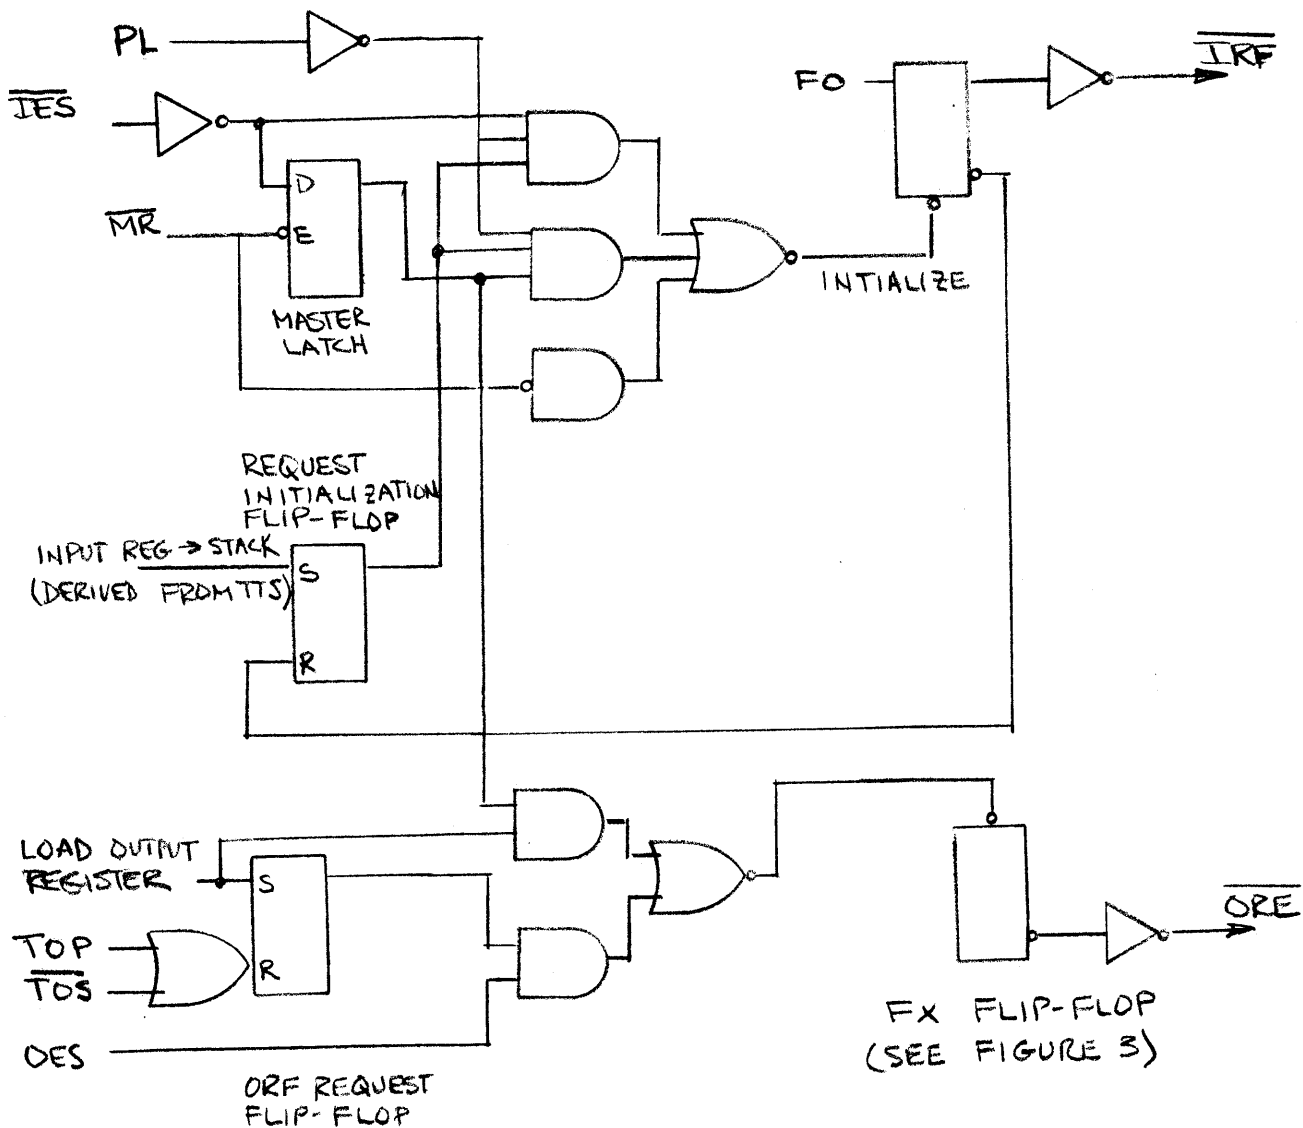 PL
IRF
FO
IES
D
MR
E
MASTER
LATCH
INTIALIZE
REQUEST
INITIALIZATION
FLIP-FLOP
INPUT REG → STACK
(DERIVED FROM TTS)
S
R
LOAD OUTPUT
REGISTER
S
TOP
TOS
R
OES
ORF REQUEST
FLIP-FLOP
ORE
FX FLIP-FLOP
(SEE FIGURE 3)